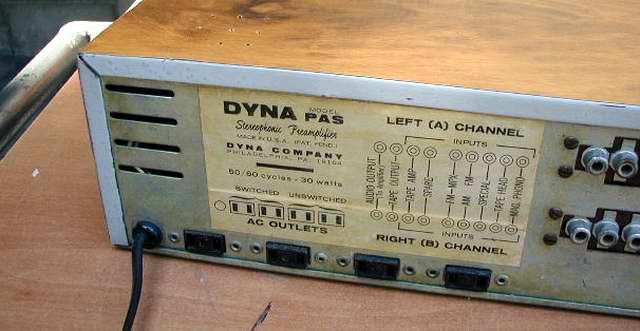 DYNA MODEL PAS
Stereophonic Preamplifier
MADE IN U.S.A. (PAT. PEND.)
DYNA COMPANY
PHILADELPHIA, PA. 19104
50/60 cycles - 30 watts
SWITCHED UNSWITCHED
AC OUTLETS
LEFT (A) CHANNEL
INPUTS
AUDIO OUTPUT
TAPE OUTPUT
TAPE AMP
SPARE
FM - MPX
AM FM
SPECIAL
TAPE HEAD
MAG. PHONO
INPUTS
RIGHT (B) CHANNEL